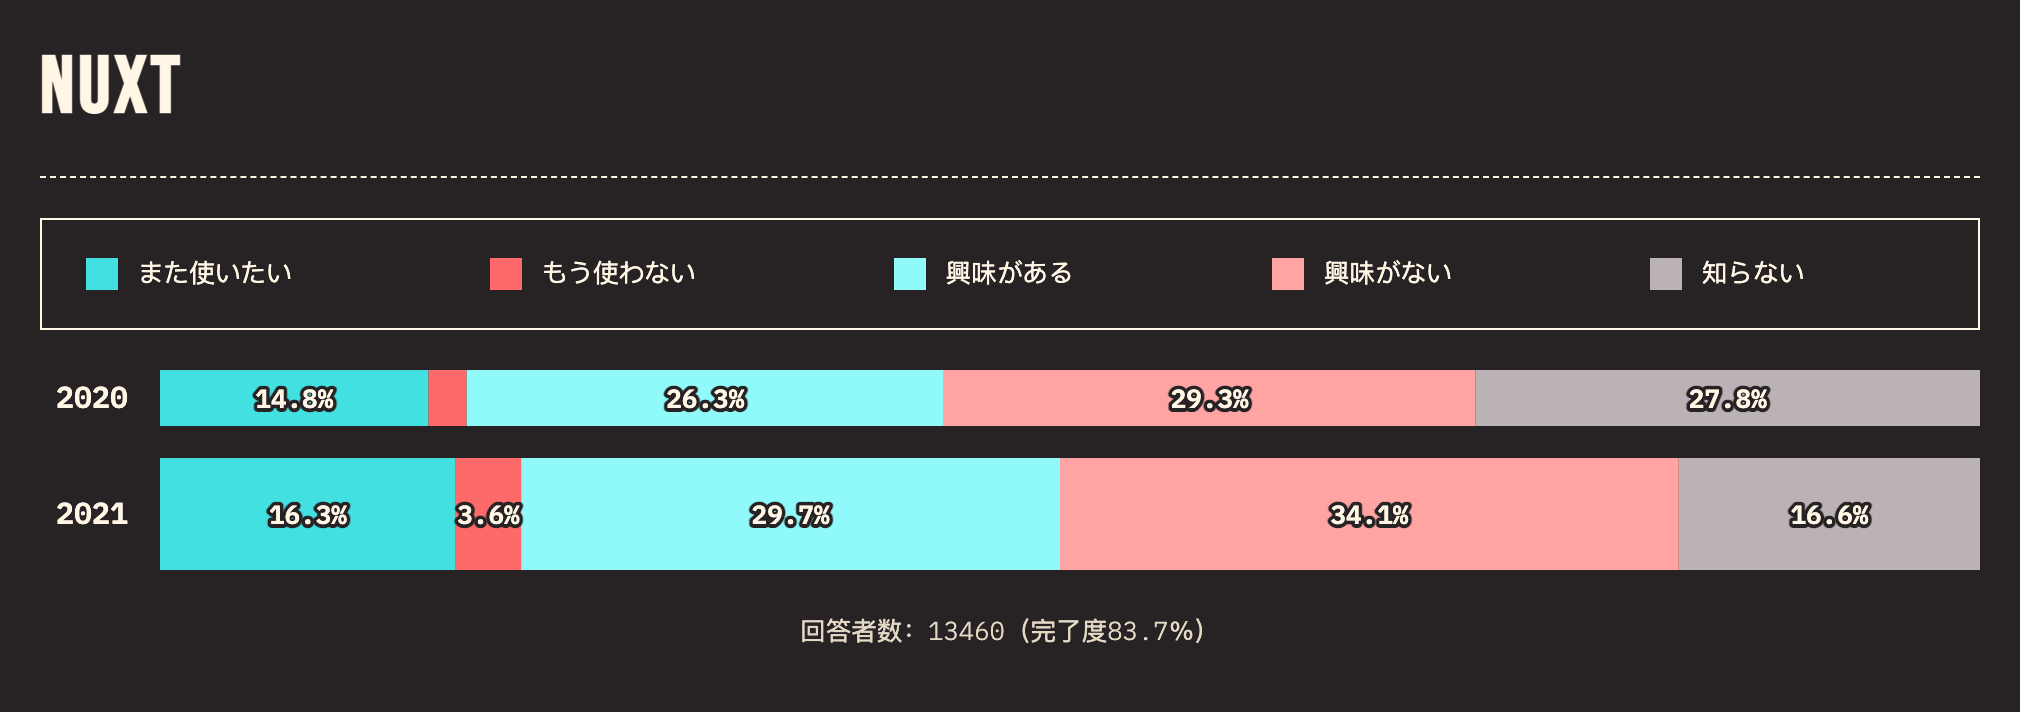 NUXT
また使いたい もう使わない 興味がある 興味がない 知らない
2020 14.8% 26.3% 29.3% 27.8%
2021 16.3% 3.6% 29.7% 34.1% 16.6%
回答者数: 13460 (完了度83.7%)